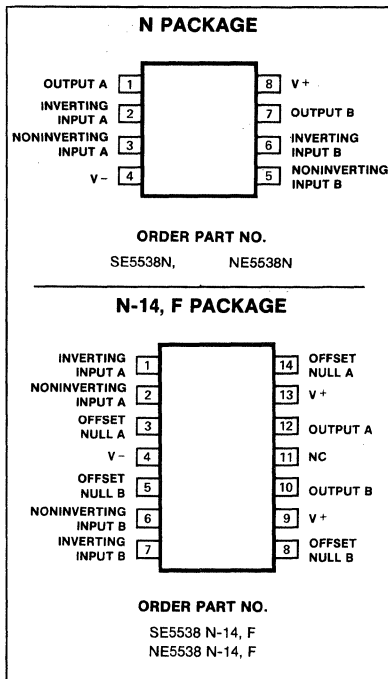 N PACKAGE
OUTPUT A 1
INVERTING
INPUT A 2
NONINVERTING
INPUT A 3
V- 4
8 V+
7 OUTPUT B
6 INVERTING
INPUT B
5 NONINVERTING
INPUT B
ORDER PART NO.
SE5538N, NE5538N
N-14, F PACKAGE
INVERTING
INPUT A 1
NONINVERTING
INPUT A 2
OFFSET
NULL A 3
V- 4
OFFSET
NULL B 5
NONINVERTING
INPUT B 6
INVERTING
INPUT B 7
14 OFFSET
NULL A
13 V+
12 OUTPUT A
11 NC
10 OUTPUT B
9 V+
8 OFFSET
NULL B
ORDER PART NO.
SE5538 N-14, F
NE5538 N-14, F